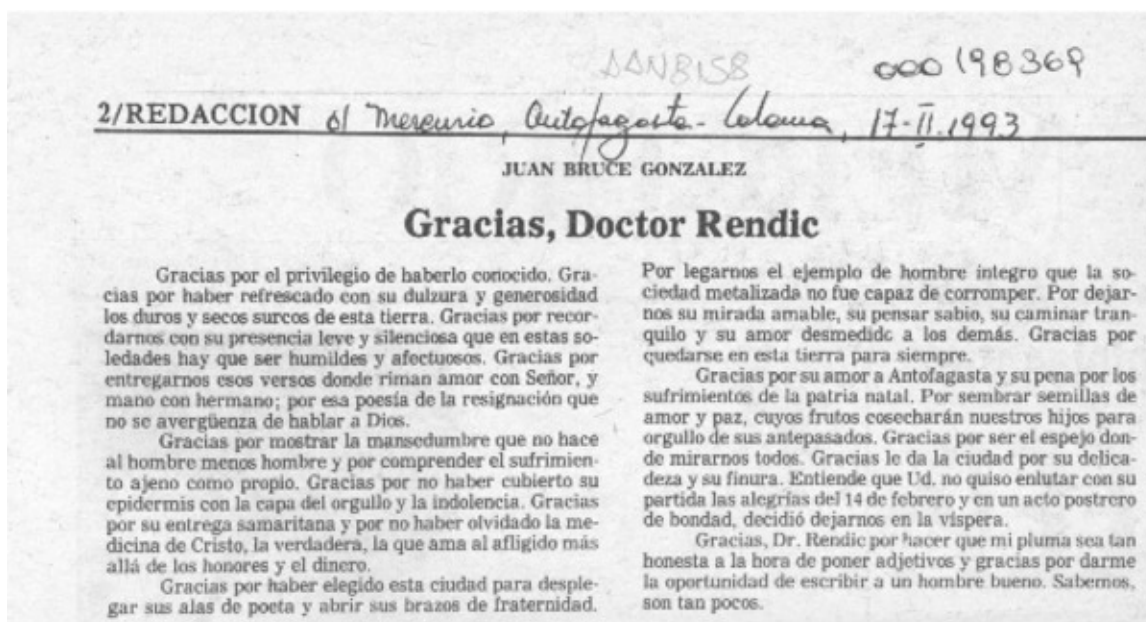 AAN8158
000198369
2/REDACCION el Mercurio, Antofagasta - Calama, 17-II.1993
JUAN BRUCE GONZALEZ
Gracias, Doctor Rendic
Gracias por el privilegio de haberlo conocido. Gra-
cias por haber refrescado con su dulzura y generosidad
los duros y secos surcos de esta tierra. Gracias por recor-
darnos con su presencia leve y silenciosa que en estas so-
ledades hay que ser humildes y afectuosos. Gracias por
entregarnos esos versos donde riman amor con Señor, y
mano con hermano; por esa poesía de la resignación que
no se avergüenza de hablar a Dios.
Gracias por mostrar la mansedumbre que no hace
al hombre menos hombre y por comprender el sufrimien-
to ajeno como propio. Gracias por no haber cubierto su
epidermis con la capa del orgullo y la indolencia. Gracias
por su entrega samaritana y por no haber olvidado la me-
dicina de Cristo, la verdadera, la que ama al afligido más
allá de los honores y el dinero.
Gracias por haber elegido esta ciudad para desple-
gar sus alas de poeta y abrir sus brazos de fraternidad.
Por legarnos el ejemplo de hombre íntegro que la so-
ciedad metalizada no fue capaz de corromper. Por dejar-
nos su mirada amable, su pensar sabio, su caminar tran-
quilo y su amor desmedido a los demás. Gracias por
quedarse en esta tierra para siempre.
Gracias por su amor a Antofagasta y su pena por los
sufrimientos de la patria natal. Por sembrar semillas de
amor y paz, cuyos frutos cosecharán nuestros hijos para
orgullo de sus antepasados. Gracias por ser el espejo don-
de mirarnos todos. Gracias le da la ciudad por su delica-
deza y su finura. Entiende que Ud. no quiso enlutar con su
partida las alegrías del 14 de febrero y en un acto postrero
de bondad, decidió dejarnos en la víspera.
Gracias, Dr. Rendic por hacer que mi pluma sea tan
honesta a la hora de poner adjetivos y gracias por darme
la oportunidad de escribir a un hombre bueno. Sabemos,
son tan pocos.